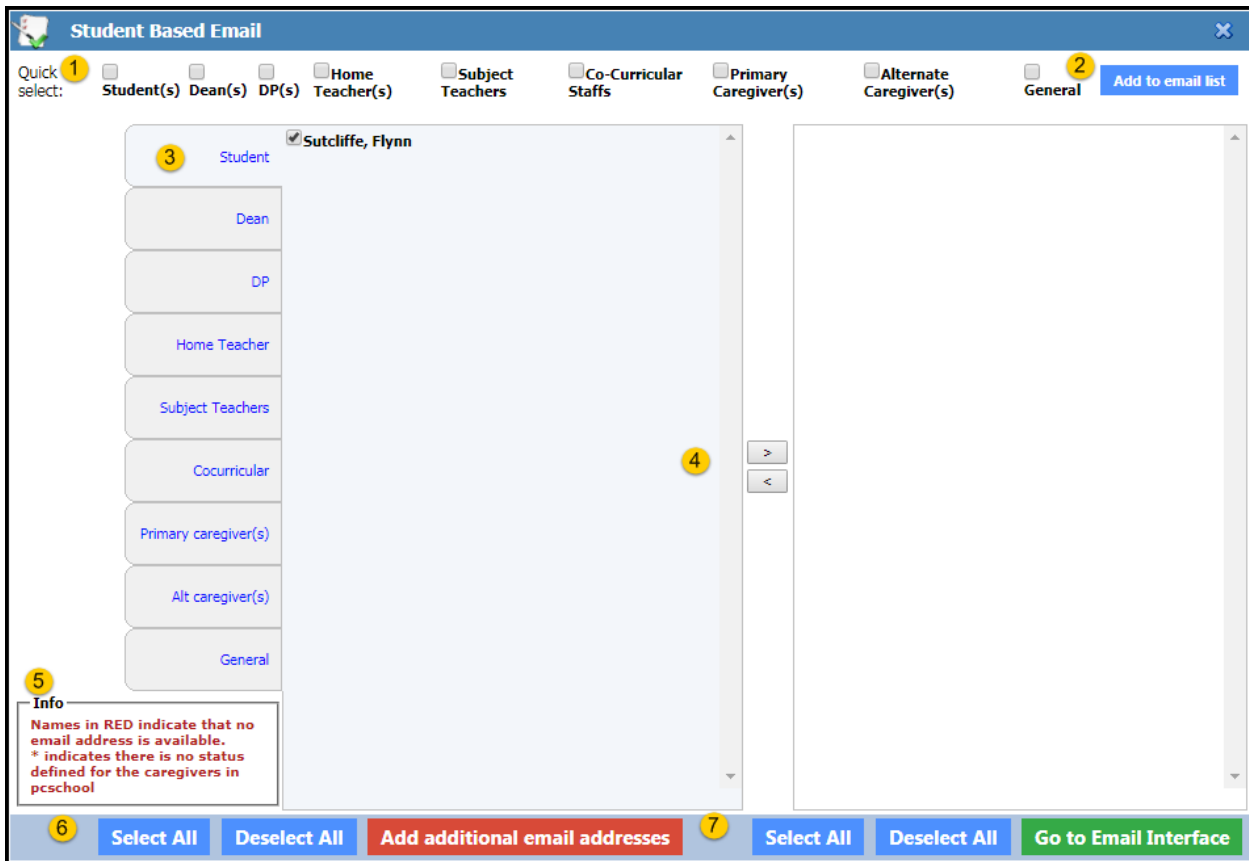 Student Based Email
Quick select: 1
Student(s) Dean(s) DP(s) Home Teacher(s) Subject Teachers Co-Curricular Staffs Primary Caregiver(s) Alternate Caregiver(s) General
2 Add to email list
3 Student
Sutcliffe, Flynn
Dean
DP
Home Teacher
Subject Teachers
Cocurricular
Primary caregiver(s)
Alt caregiver(s)
General
4 >
<
5
Info
Names in RED indicate that no
email address is available.
* indicates there is no status
defined for the caregivers in
pcschool
6 Select All Deselect All Add additional email addresses 7 Select All Deselect All Go to Email Interface